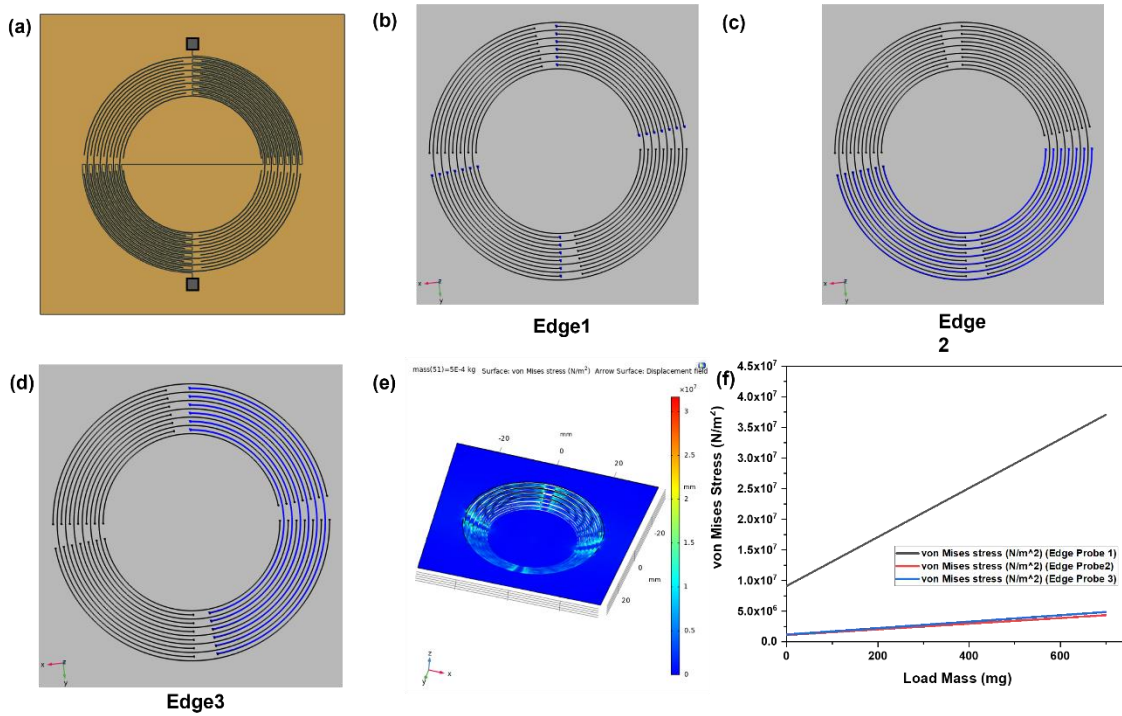 (a)
(b)
x z
y
Edge1
(c)
x z
y
Edge
2
(d)
x z
y
Edge3
(e)
mass(51)=5E-4 kg Surface: von Mises stress (N/m²) Arrow Surface: Displacement field
×10⁷
3
2.5
mm
2
1.5
1
0.5
0
-20
mm
0
20
-20
0
mm
20
z
y x
(f)
von Mises Stress (N/m²)
4.5x10⁷
4.0x10⁷
3.5x10⁷
3.0x10⁷
2.5x10⁷
2.0x10⁷
1.5x10⁷
1.0x10⁷
5.0x10⁶
0.0
von Mises stress (N/m^2) (Edge Probe 1)
von Mises stress (N/m^2) (Edge Probe2)
von Mises stress (N/m^2) (Edge Probe 3)
0 200 400 600
Load Mass (mg)